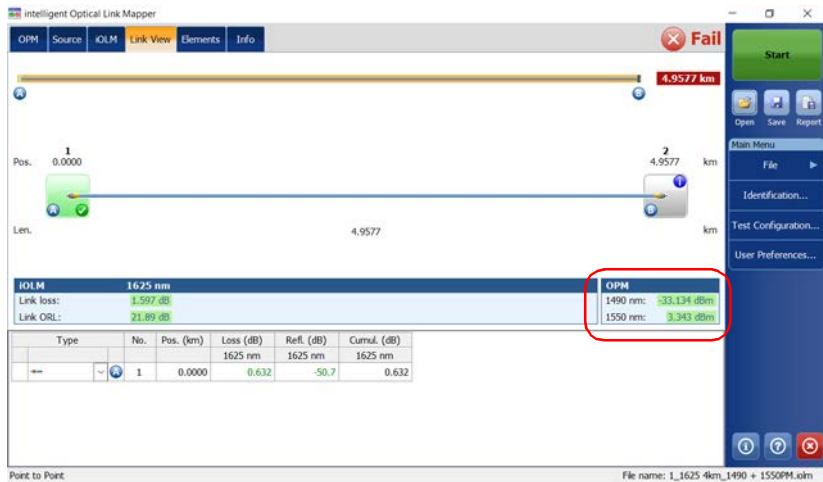 intelligent Optical Link Mapper
OPM Source iOLM Link View Elements Info
Fail
Start
4.9577 km
A B
Open Save Report
Main Menu
File
Identification...
Test Configuration...
User Preferences...
1 2
Pos. 0.0000 4.9577 km
A B
Len. 4.9577 km
iOLM 1625 nm
Link loss: 1.597 dB
Link ORL: 21.89 dB
OPM
1490 nm: -33.134 dBm
1550 nm: 3.343 dBm
Type No. Pos. (km) Loss (dB) Refl. (dB) Cumul. (dB)
1625 nm 1625 nm 1625 nm
A 1 0.0000 0.632 -50.7 0.632
Point to Point
File name: 1_1625 4km_1490 + 1550PM.iolm